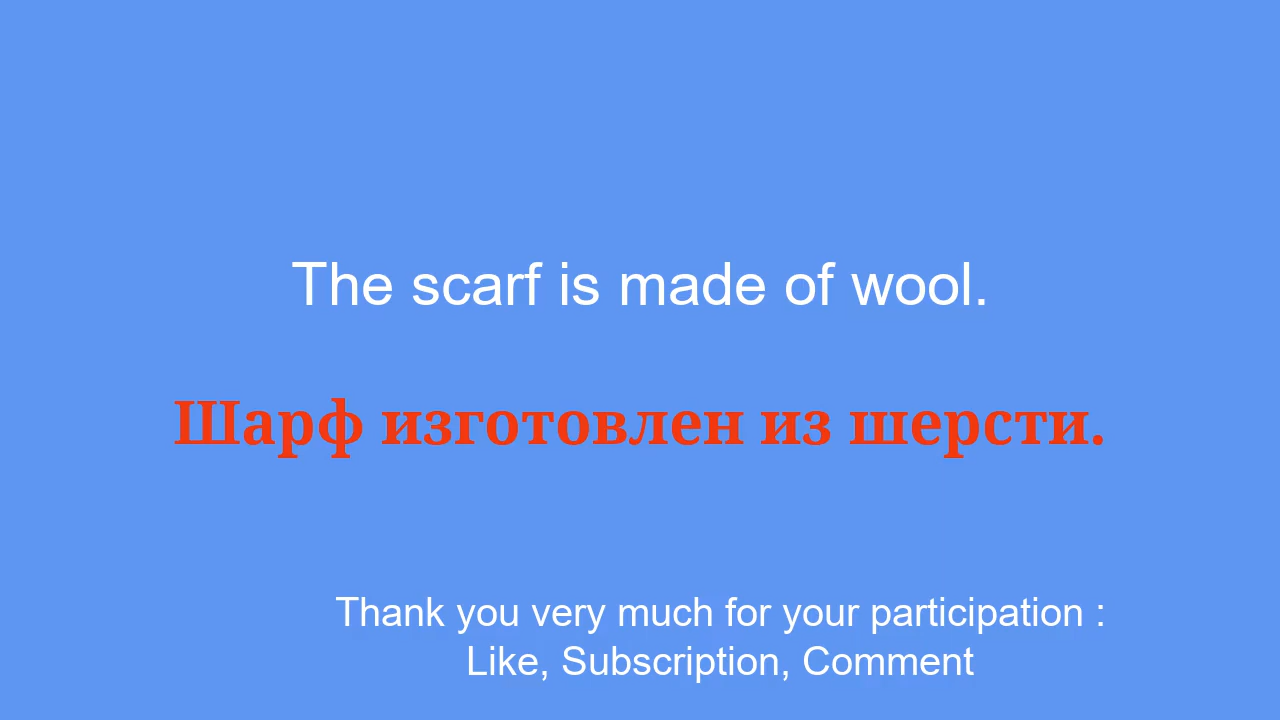 The scarf is made of wool.
Шарф изготовлен из шерсти.
Thank you very much for your participation :
Like, Subscription, Comment